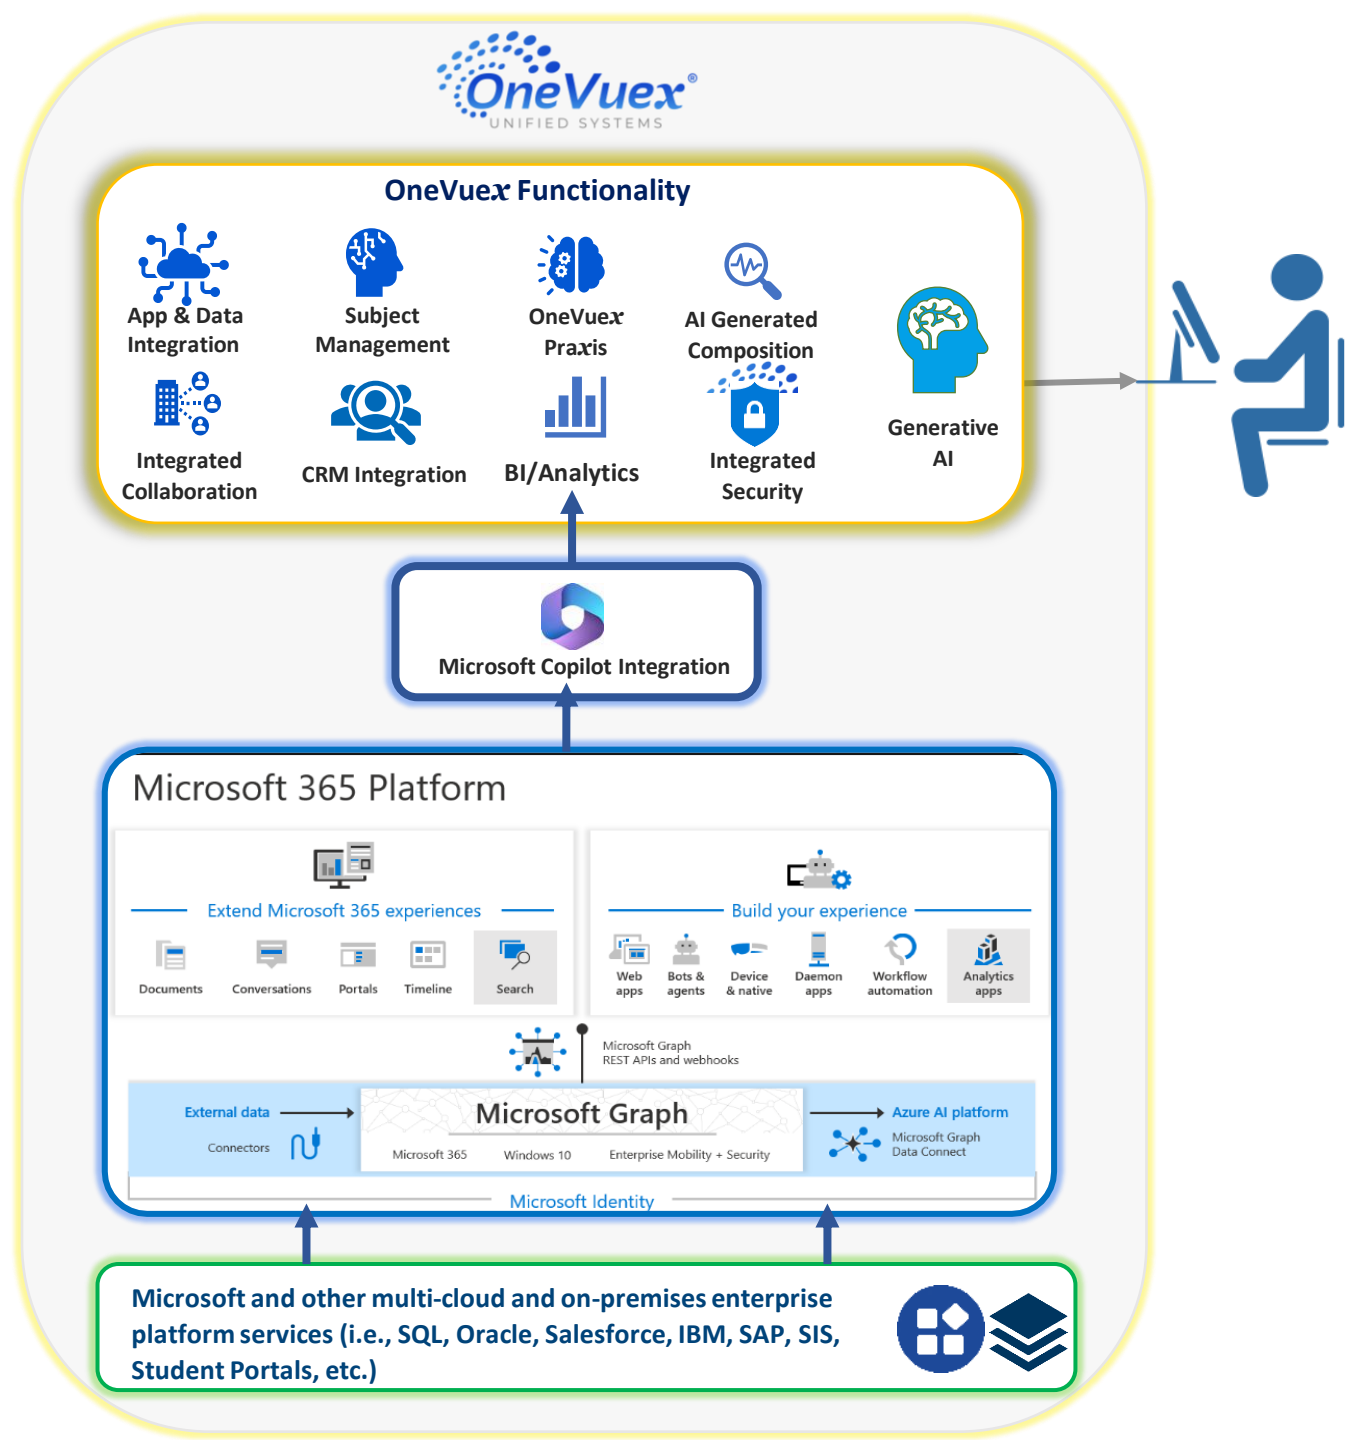 OneVuex®
UNIFIED SYSTEMS
OneVuex Functionality
App & Data
Integration
Subject
Management
OneVuex
Praxis
AI Generated
Composition
Generative
AI
Integrated
Collaboration
CRM Integration
BI/Analytics
Integrated
Security
Microsoft Copilot Integration
Microsoft 365 Platform
Extend Microsoft 365 experiences
Documents
Conversations
Portals
Timeline
Search
Build your experience
Web
apps
Bots &
agents
Device
& native
Daemon
apps
Workflow
automation
Analytics
apps
Microsoft Graph
REST APIs and webhooks
External data
Connectors
Microsoft Graph
Microsoft 365
Windows 10
Enterprise Mobility + Security
Azure AI platform
Microsoft Graph
Data Connect
Microsoft Identity
Microsoft and other multi-cloud and on-premises enterprise
platform services (i.e., SQL, Oracle, Salesforce, IBM, SAP, SIS,
Student Portals, etc.)